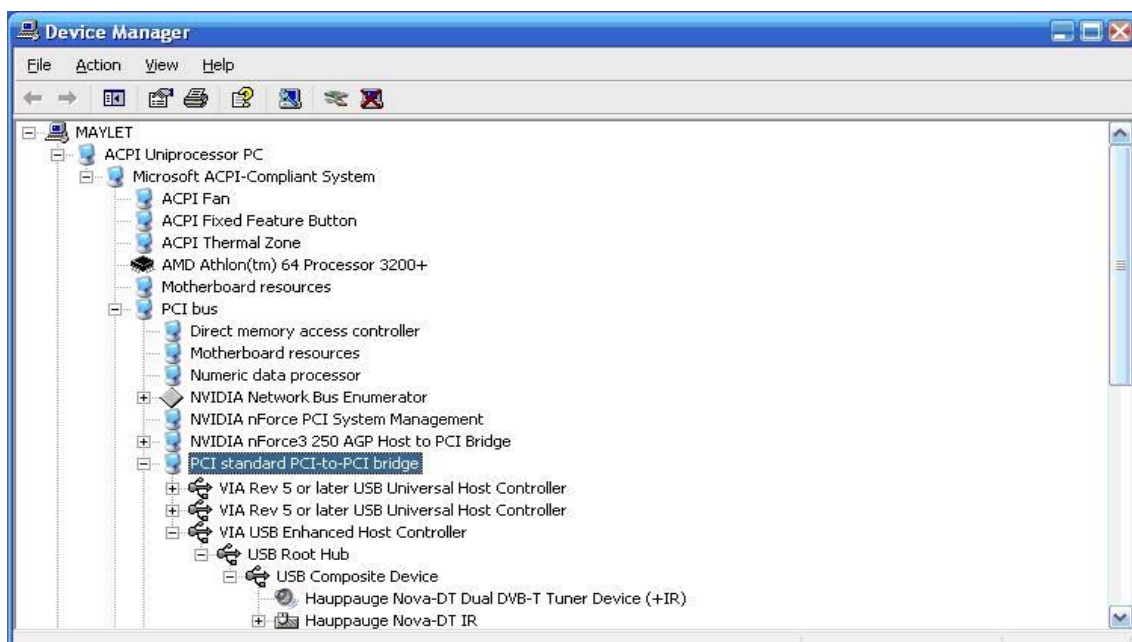 Device Manager
File Action View Help
MAYLET
ACPI Uniprocessor PC
Microsoft ACPI-Compliant System
ACPI Fan
ACPI Fixed Feature Button
ACPI Thermal Zone
AMD Athlon(tm) 64 Processor 3200+
Motherboard resources
PCI bus
Direct memory access controller
Motherboard resources
Numeric data processor
NVIDIA Network Bus Enumerator
NVIDIA nForce PCI System Management
NVIDIA nForce3 250 AGP Host to PCI Bridge
PCI standard PCI-to-PCI bridge
VIA Rev 5 or later USB Universal Host Controller
VIA Rev 5 or later USB Universal Host Controller
VIA USB Enhanced Host Controller
USB Root Hub
USB Composite Device
Hauppauge Nova-DT Dual DVB-T Tuner Device (+IR)
Hauppauge Nova-DT IR